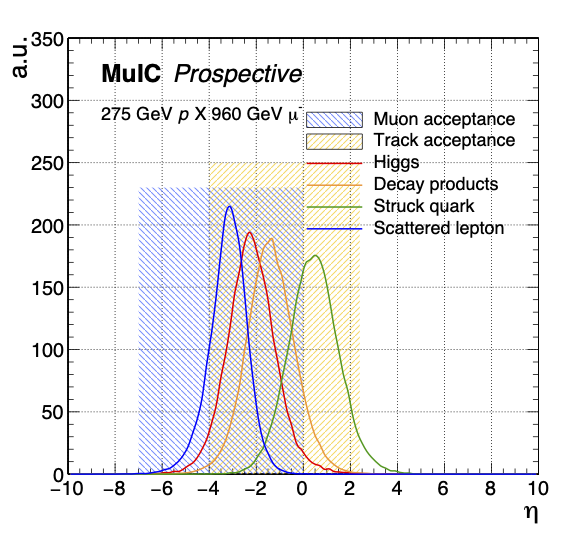 a.u.
350
MuIC Prospective
300
275 GeV p X 960 GeV μ⁻
Muon acceptance
Track acceptance
250
Higgs
Decay products
200
Struck quark
Scattered lepton
150
100
50
0
−10 −8 −6 −4 −2 0 2 4 6 8 10
η